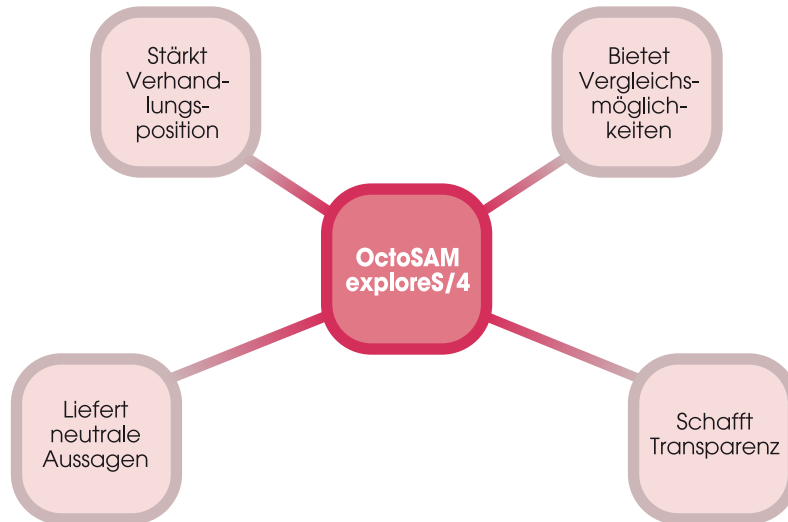 Stärkt
Verhand-
lungs-
position
Bietet
Vergleichs-
möglich-
keiten
OctoSAM
exploreS/4
Liefert
neutrale
Aussagen
Schafft
Transparenz